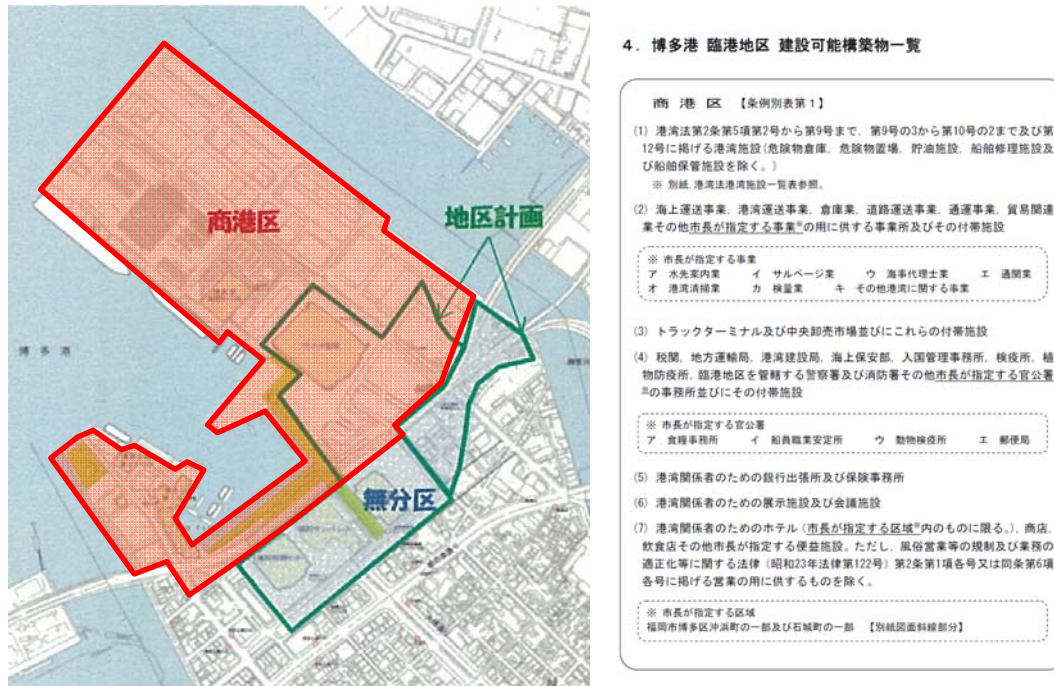 商港区
地区計画
無分区
博多港
4．博多港 臨港地区 建設可能構築物一覧
商港区 【条例別表第1】
(1) 港湾法第2条第5項第2号から第9号まで，第9号の3から第10号の2まで及び第
12号に掲げる港湾施設(危険物倉庫，危険物置場，貯油施設，船舶修理施設及
び船舶保管施設を除く。)
※ 別紙 港湾法港湾施設一覧表参照。
(2) 海上運送事業，港湾運送事業，倉庫業，道路運送事業，通運事業，貿易関連
業その他市長が指定する事業※の用に供する事業所及びその付帯施設
※ 市長が指定する事業
ア 水先案内業 イ サルベージ業 ウ 海事代理士業 エ 通関業
オ 港湾清掃業 カ 検量業 キ その他港湾に関する事業
(3) トラックターミナル及び中央卸売市場並びにこれらの付帯施設
(4) 税関，地方運輸局，港湾建設局，海上保安部，入国管理事務所，検疫所，植
物防疫所，臨港地区を管轄する警察署及び消防署その他市長が指定する官公署
※の事務所並びにその付帯施設
※ 市長が指定する官公署
ア 食糧事務所 イ 船員職業安定所 ウ 動物検疫所 エ 郵便局
(5) 港湾関係者のための銀行出張所及び保険事務所
(6) 港湾関係者のための展示施設及び会議施設
(7) 港湾関係者のためのホテル（市長が指定する区域※内のものに限る。)，商店，
飲食店その他市長が指定する便益施設。ただし，風俗営業等の規制及び業務の
適正化等に関する法律（昭和23年法律第122号）第2条第1項各号又は同条第6項
各号に掲げる営業の用に供するものを除く。
※ 市長が指定する区域
福岡市博多区沖浜町の一部及び石城町の一部 【別紙図面斜線部分】